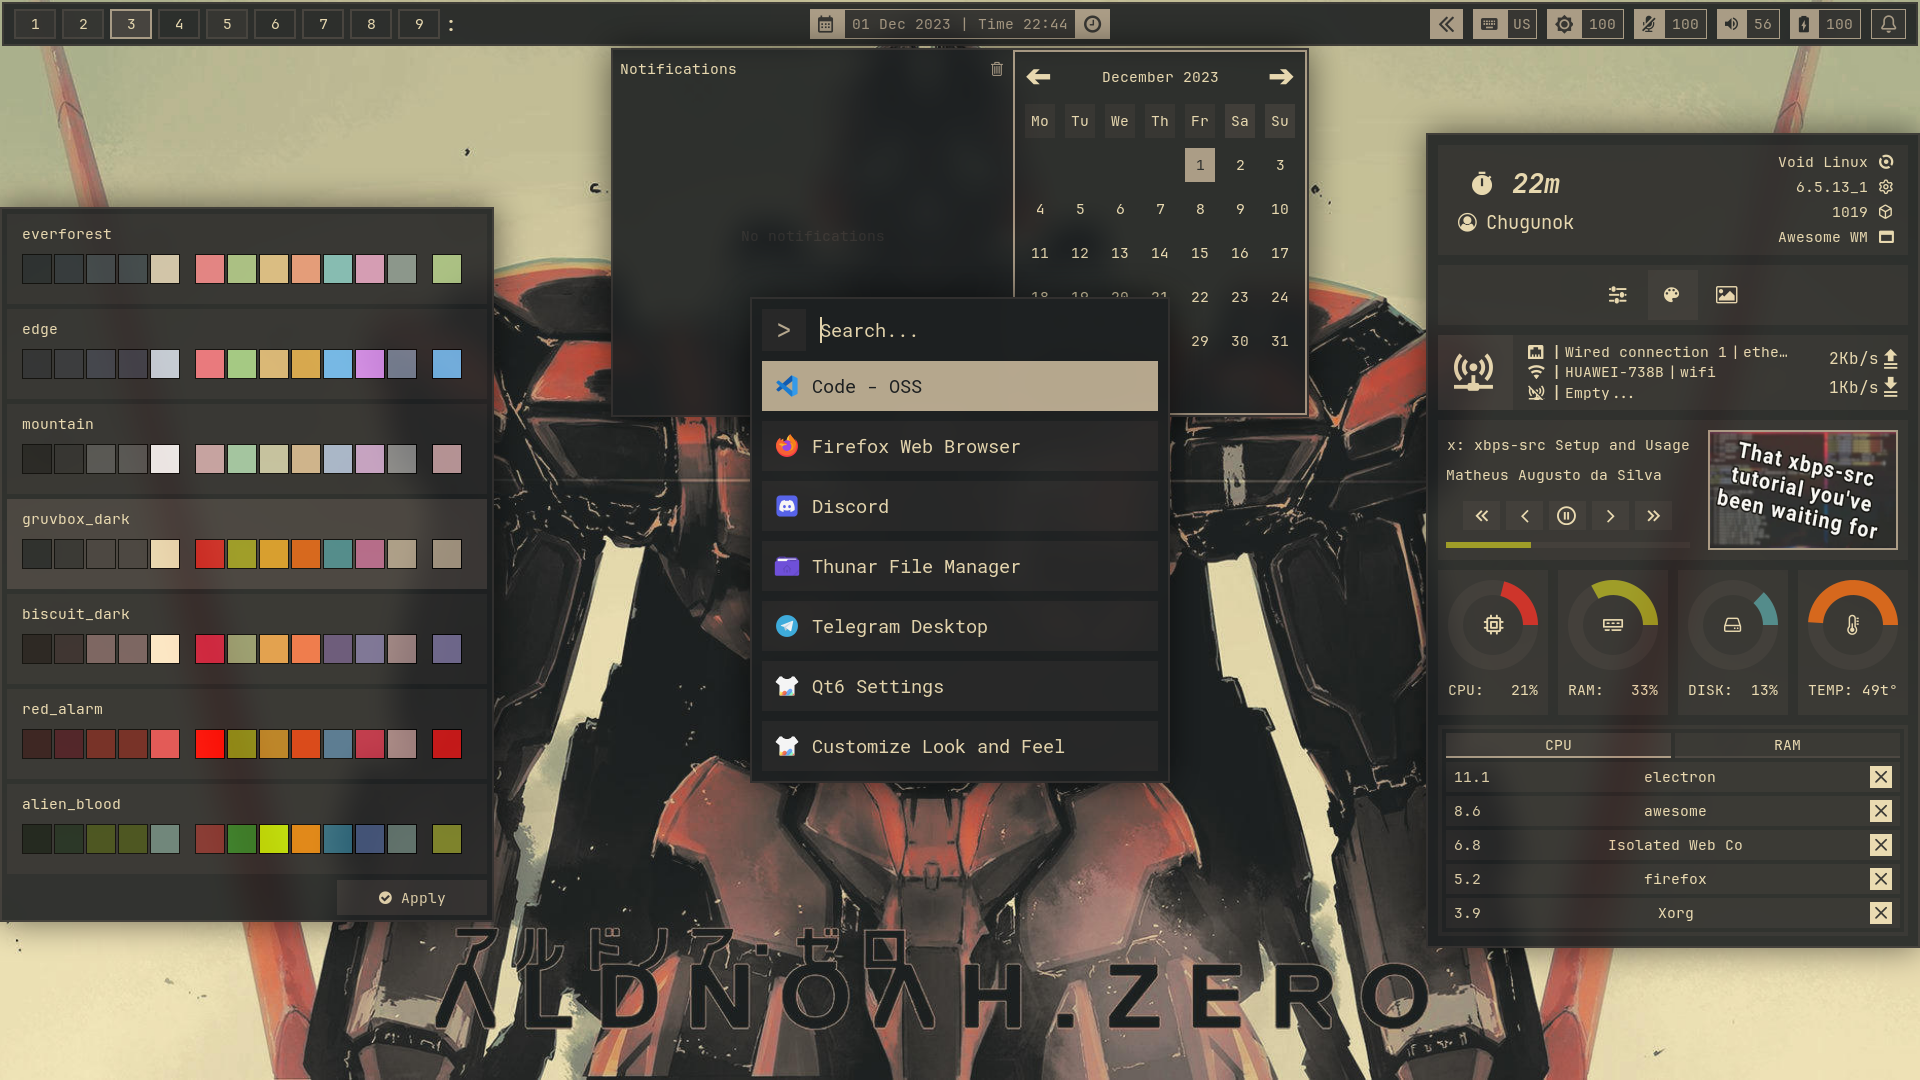 1 2 3 4 5 6 7 8 9 :
01 Dec 2023 | Time 22:44
US 100 100 56 100
Notifications
No notifications
December 2023
Mo Tu We Th Fr Sa Su
1 2 3
4 5 6 7 8 9 10
11 12 13 14 15 16 17
18 19 20 21 22 23 24
29 30 31
everforest
edge
mountain
gruvbox_dark
biscuit_dark
red_alarm
alien_blood
Apply
> Search...
Code - OSS
Firefox Web Browser
Discord
Thunar File Manager
Telegram Desktop
Qt6 Settings
Customize Look and Feel
22m
Chugunok
Void Linux
6.5.13_1
1019
Awesome WM
| Wired connection 1 | ethe…
| HUAWEI-738B | wifi
| Empty...
2Kb/s
1Kb/s
x: xbps-src Setup and Usage
Matheus Augusto da Silva
That xbps-src
tutorial you've
been waiting for
CPU: 21%
RAM: 33%
DISK: 13%
TEMP: 49t°
CPU RAM
11.1 electron
8.6 awesome
6.8 Isolated Web Co
5.2 firefox
3.9 Xorg
アルドノア・ゼロ
ALDNOAH.ZERO